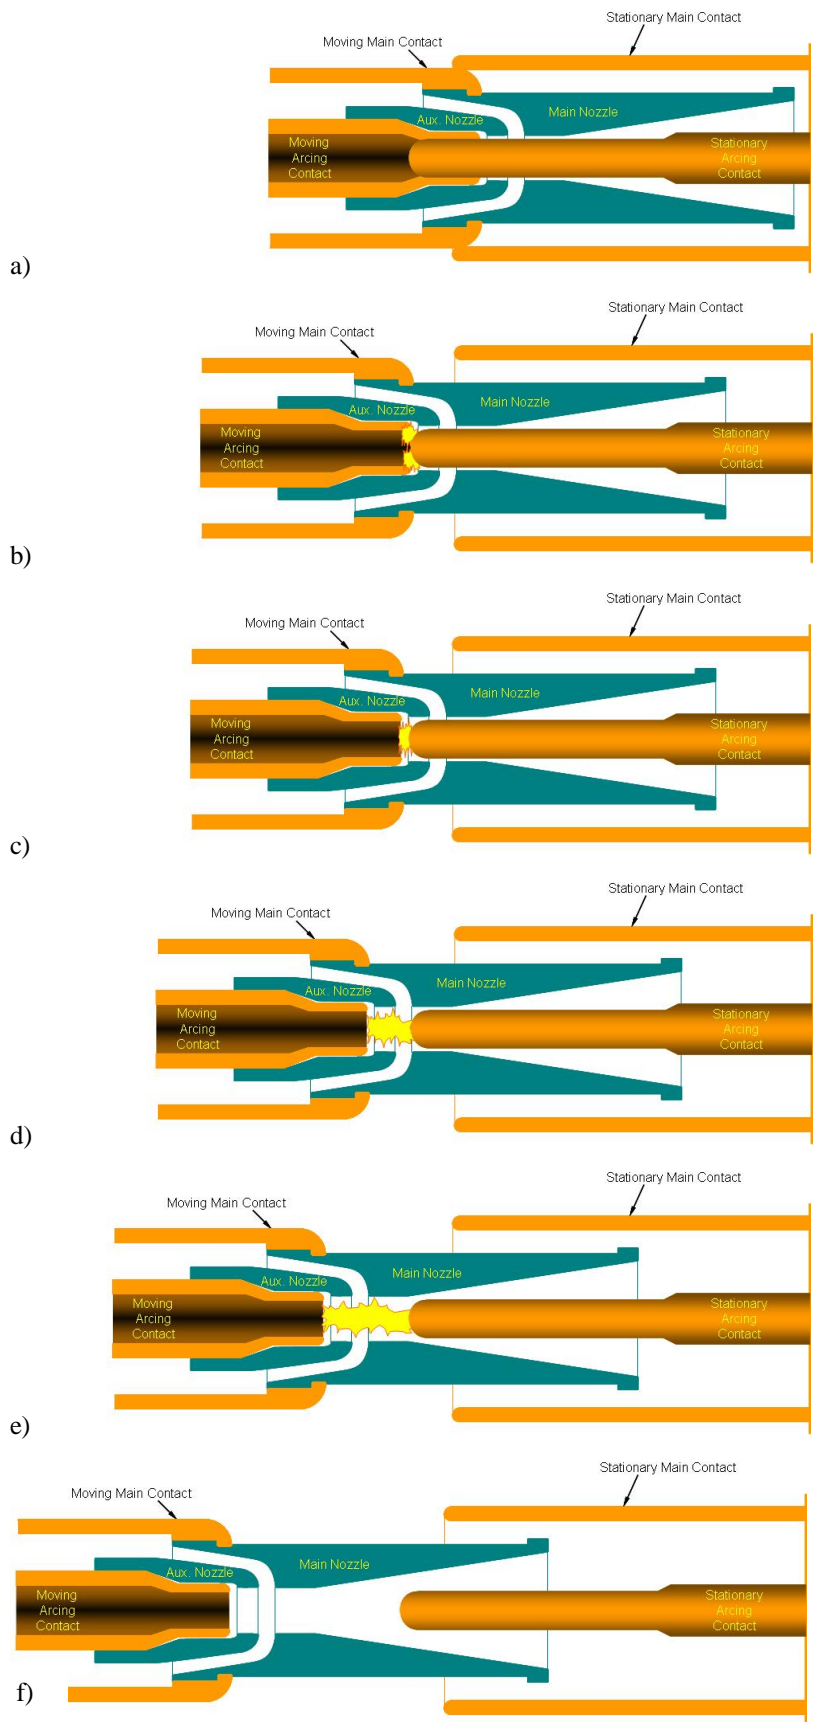 Stationary Main Contact
Moving Main Contact
Aux. Nozzle
Main Nozzle
Moving
Arcing
Contact
Stationary
Arcing
Contact
a)
Stationary Main Contact
Moving Main Contact
Aux. Nozzle
Main Nozzle
Moving
Arcing
Contact
Stationary
Arcing
Contact
b)
Stationary Main Contact
Moving Main Contact
Aux. Nozzle
Main Nozzle
Moving
Arcing
Contact
Stationary
Arcing
Contact
c)
Stationary Main Contact
Moving Main Contact
Aux. Nozzle
Main Nozzle
Moving
Arcing
Contact
Stationary
Arcing
Contact
d)
Stationary Main Contact
Moving Main Contact
Aux. Nozzle
Main Nozzle
Moving
Arcing
Contact
Stationary
Arcing
Contact
e)
Stationary Main Contact
Moving Main Contact
Aux. Nozzle
Main Nozzle
Moving
Arcing
Contact
Stationary
Arcing
Contact
f)